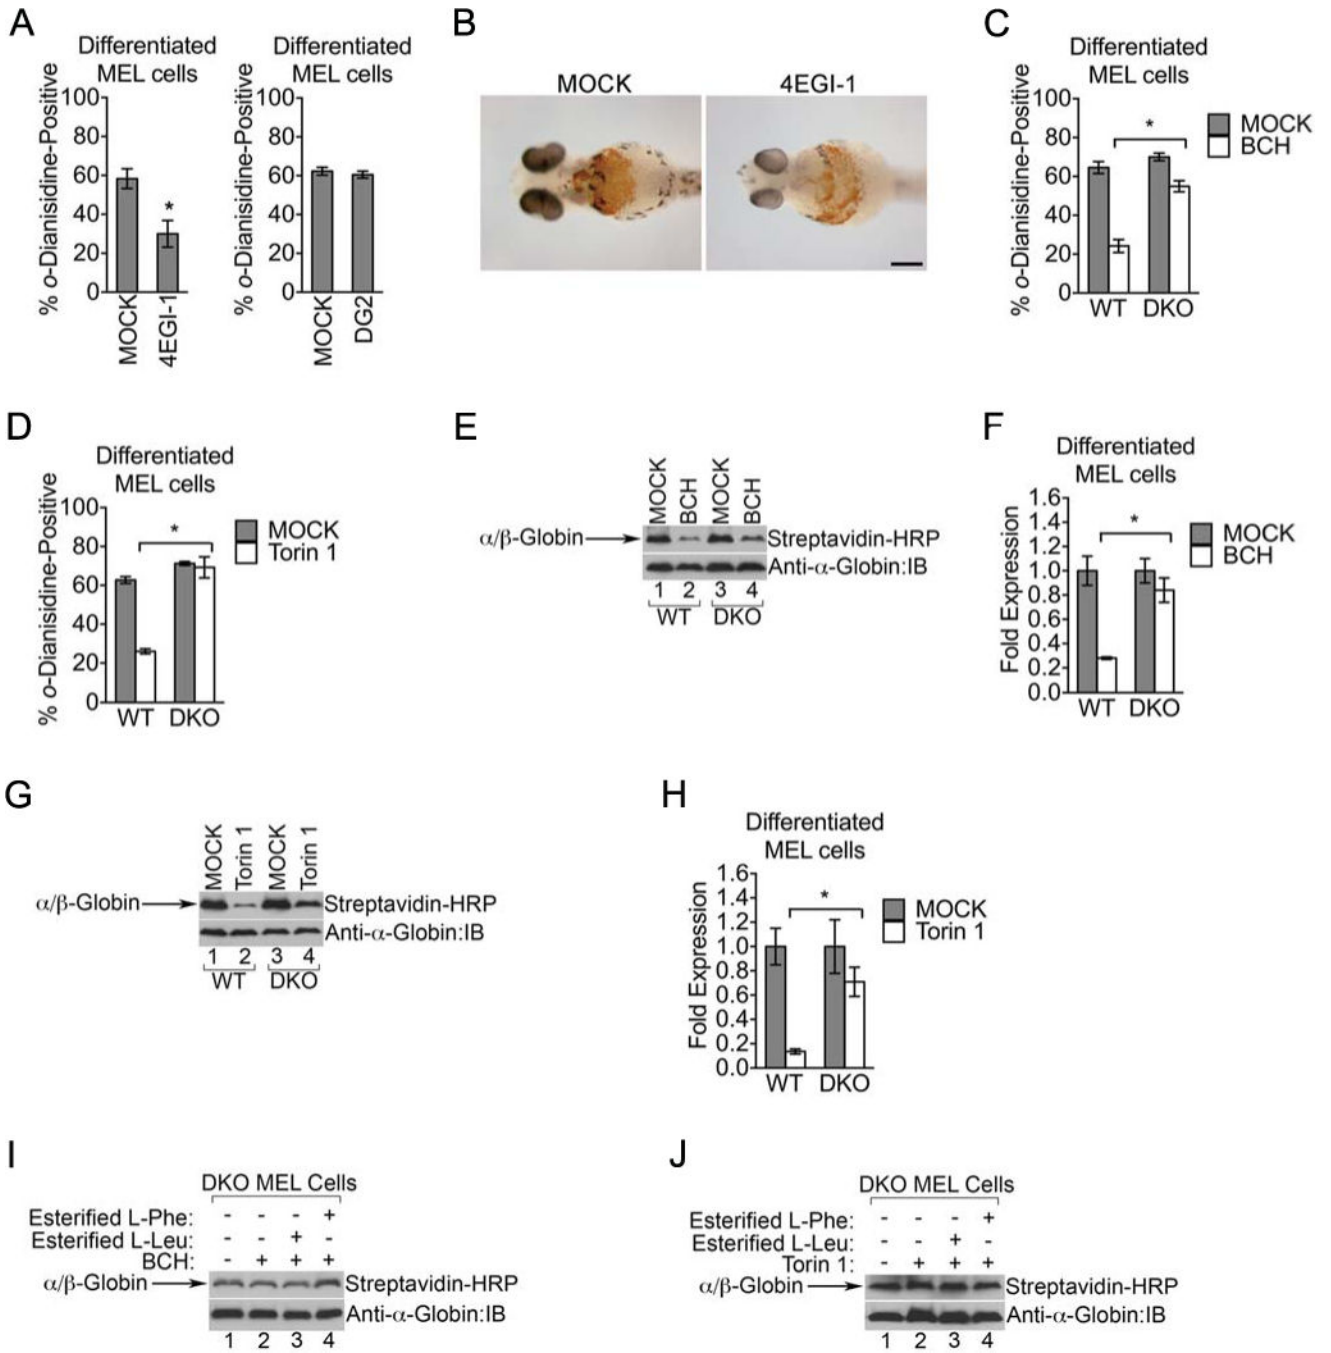 A
Differentiated
MEL cells
% o-Dianisidine-Positive
100
80
60
40
20
0
MOCK
4EGI-1
*
Differentiated
MEL cells
% o-Dianisidine-Positive
100
80
60
40
20
0
MOCK
DG2
B
MOCK
4EGI-1
C
Differentiated
MEL cells
% o-Dianisidine-Positive
100
80
60
40
20
0
*
WT DKO
MOCK
BCH
D
Differentiated
MEL cells
% o-Dianisidine-Positive
100
80
60
40
20
0
*
WT DKO
MOCK
Torin 1
E
MOCK BCH MOCK BCH
α/β-Globin Streptavidin-HRP
Anti-α-Globin:IB
1 2 3 4
WT DKO
F
Differentiated
MEL cells
Fold Expression
1.6
1.4
1.2
1.0
0.8
0.6
0.4
0.2
0.0
*
WT DKO
MOCK
BCH
G
MOCK Torin 1 MOCK Torin 1
α/β-Globin Streptavidin-HRP
Anti-α-Globin:IB
1 2 3 4
WT DKO
H
Differentiated
MEL cells
Fold Expression
1.6
1.4
1.2
1.0
0.8
0.6
0.4
0.2
0.0
*
WT DKO
MOCK
Torin 1
I
DKO MEL Cells
Esterified L-Phe: - - - +
Esterified L-Leu: - - + -
BCH: - + + +
α/β-Globin Streptavidin-HRP
Anti-α-Globin:IB
1 2 3 4
J
DKO MEL Cells
Esterified L-Phe: - - - +
Esterified L-Leu: - - + -
Torin 1: - + + +
α/β-Globin Streptavidin-HRP
Anti-α-Globin:IB
1 2 3 4